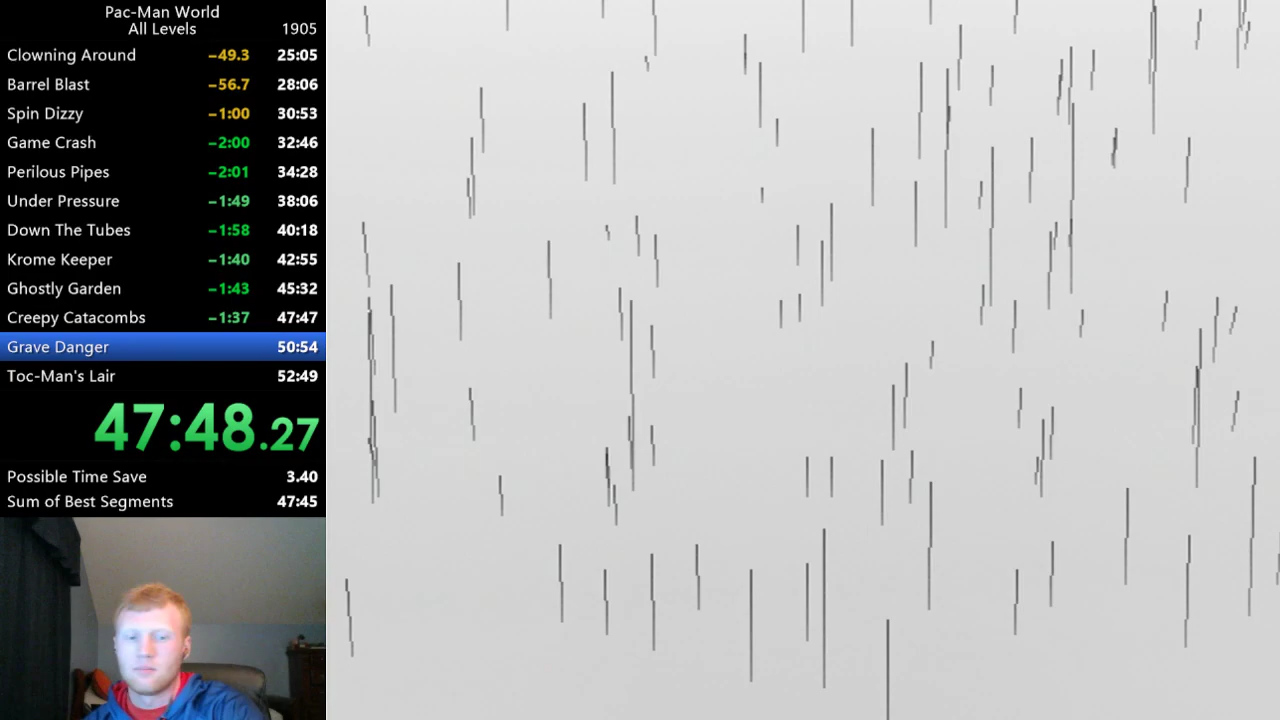 Pac-Man World
All Levels 1905
Clowning Around −49.3 25:05
Barrel Blast −56.7 28:06
Spin Dizzy −1:00 30:53
Game Crash −2:00 32:46
Perilous Pipes −2:01 34:28
Under Pressure −1:49 38:06
Down The Tubes −1:58 40:18
Krome Keeper −1:40 42:55
Ghostly Garden −1:43 45:32
Creepy Catacombs −1:37 47:47
Grave Danger 50:54
Toc-Man's Lair 52:49
47:48.27
Possible Time Save 3.40
Sum of Best Segments 47:45